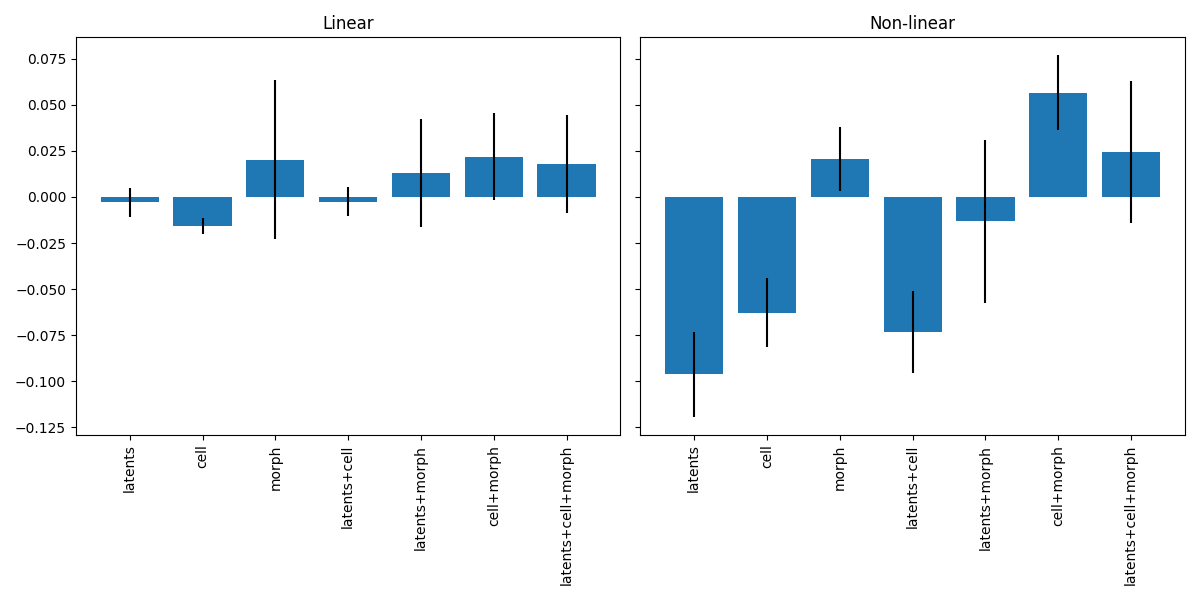 Linear
Non-linear
0.075
0.050
0.025
0.000
−0.025
−0.050
−0.075
−0.100
−0.125
latents
cell
morph
latents+cell
latents+morph
cell+morph
latents+cell+morph
latents
cell
morph
latents+cell
latents+morph
cell+morph
latents+cell+morph